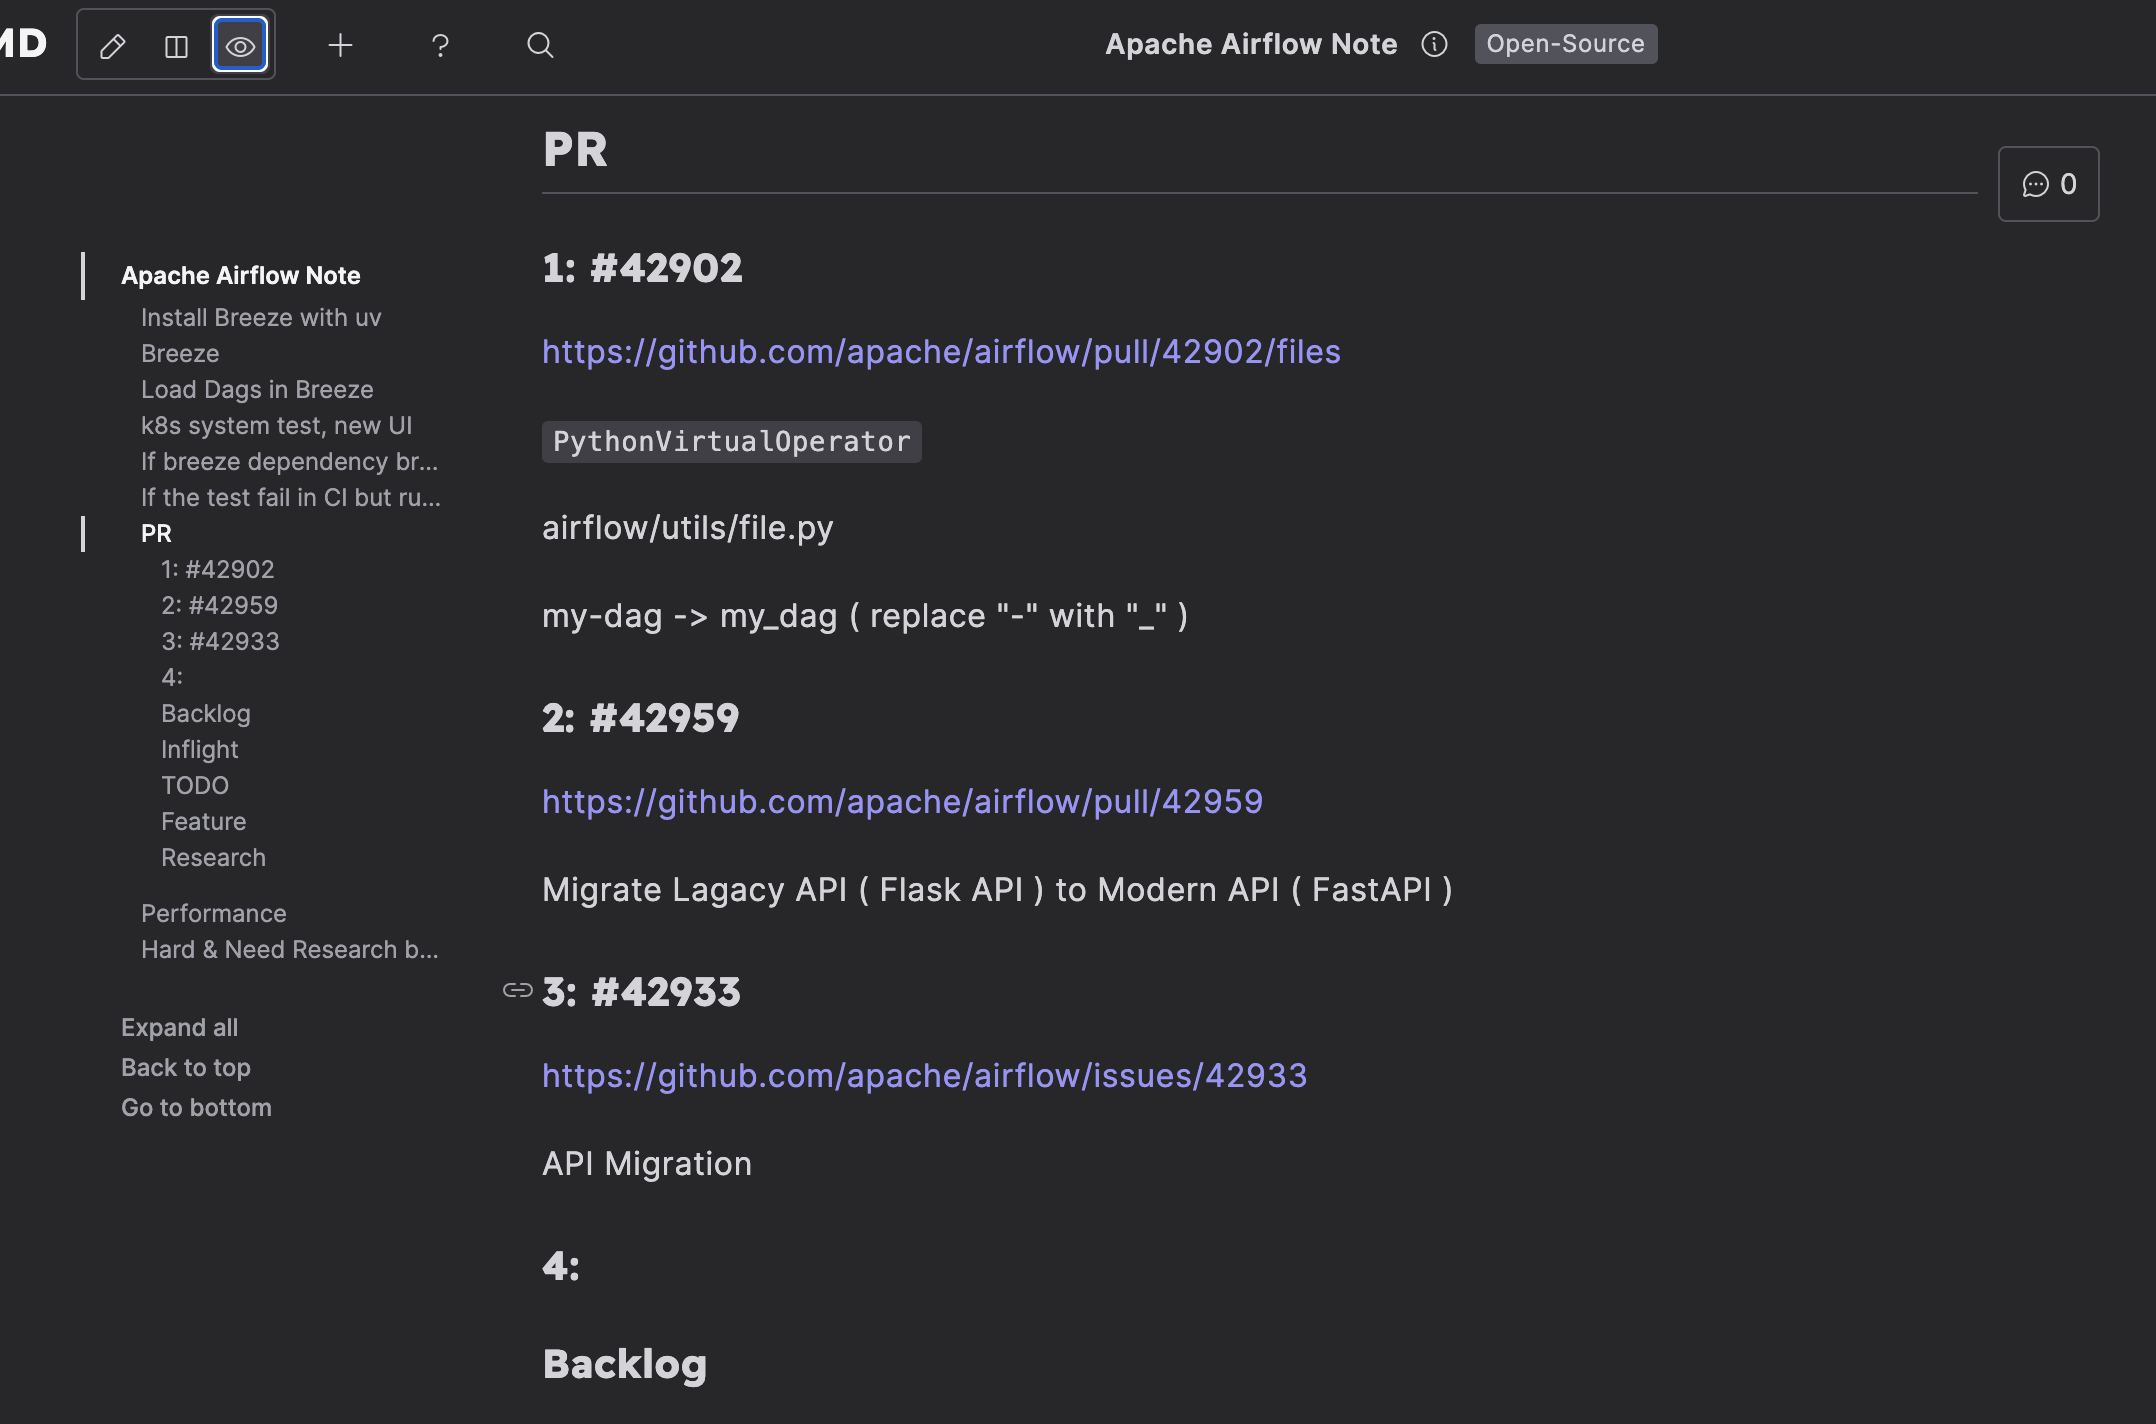 MD
Apache Airflow Note
Open-Source
PR
0
Apache Airflow Note
Install Breeze with uv
Breeze
Load Dags in Breeze
k8s system test, new UI
If breeze dependency br...
If the test fail in CI but ru...
PR
1: #42902
2: #42959
3: #42933
4:
Backlog
Inflight
TODO
Feature
Research
Performance
Hard & Need Research b...
Expand all
Back to top
Go to bottom
1: #42902
https://github.com/apache/airflow/pull/42902/files
PythonVirtualOperator
airflow/utils/file.py
my-dag -> my_dag ( replace "-" with "_" )
2: #42959
https://github.com/apache/airflow/pull/42959
Migrate Lagacy API ( Flask API ) to Modern API ( FastAPI )
3: #42933
https://github.com/apache/airflow/issues/42933
API Migration
4:
Backlog